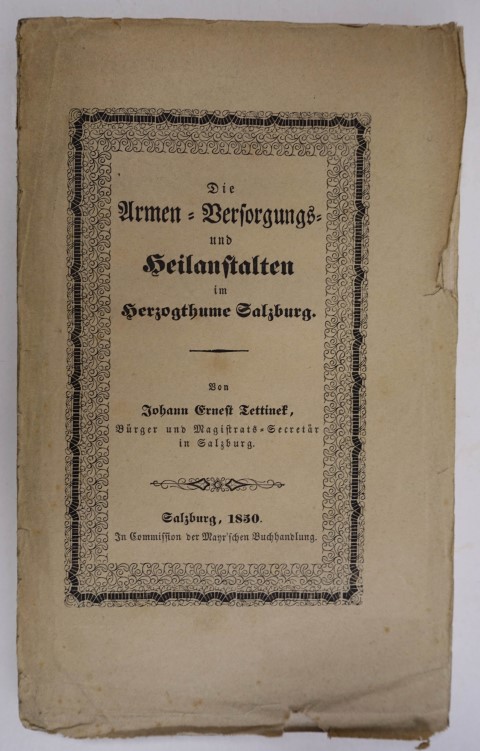 Die
Armen-Versorgungs-
und
Heilanstalten
im
Herzogthume Salzburg.
Von
Johann Ernest Tettinek,
Bürger und Magistrats-Secretär
in Salzburg.
Salzburg, 1850.
In Commission der Mayr'schen Buchhandlung.